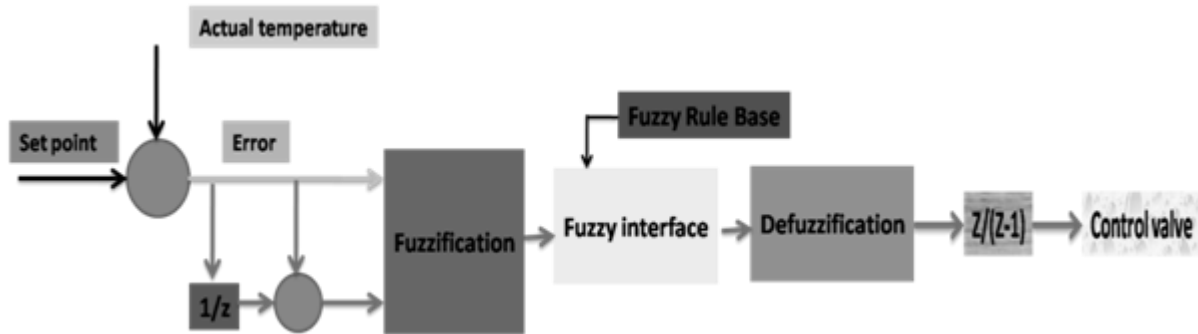 Actual temperature
Fuzzy Rule Base
Set point
Error
Fuzzification
Fuzzy interface
Defuzzification
Z/(Z-1)
Control valve
1/z